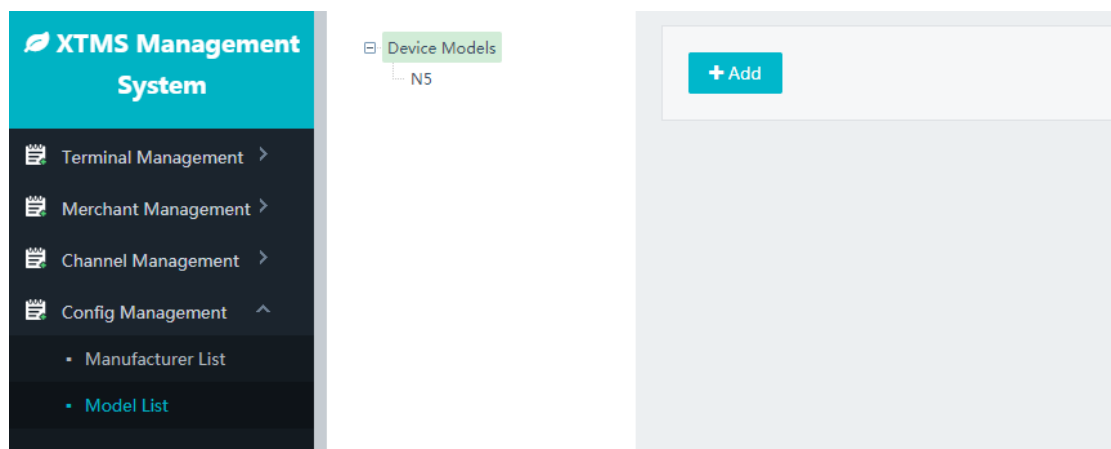 XTMS Management
System
Terminal Management
Merchant Management
Channel Management
Config Management
Manufacturer List
Model List
Device Models
N5
Add